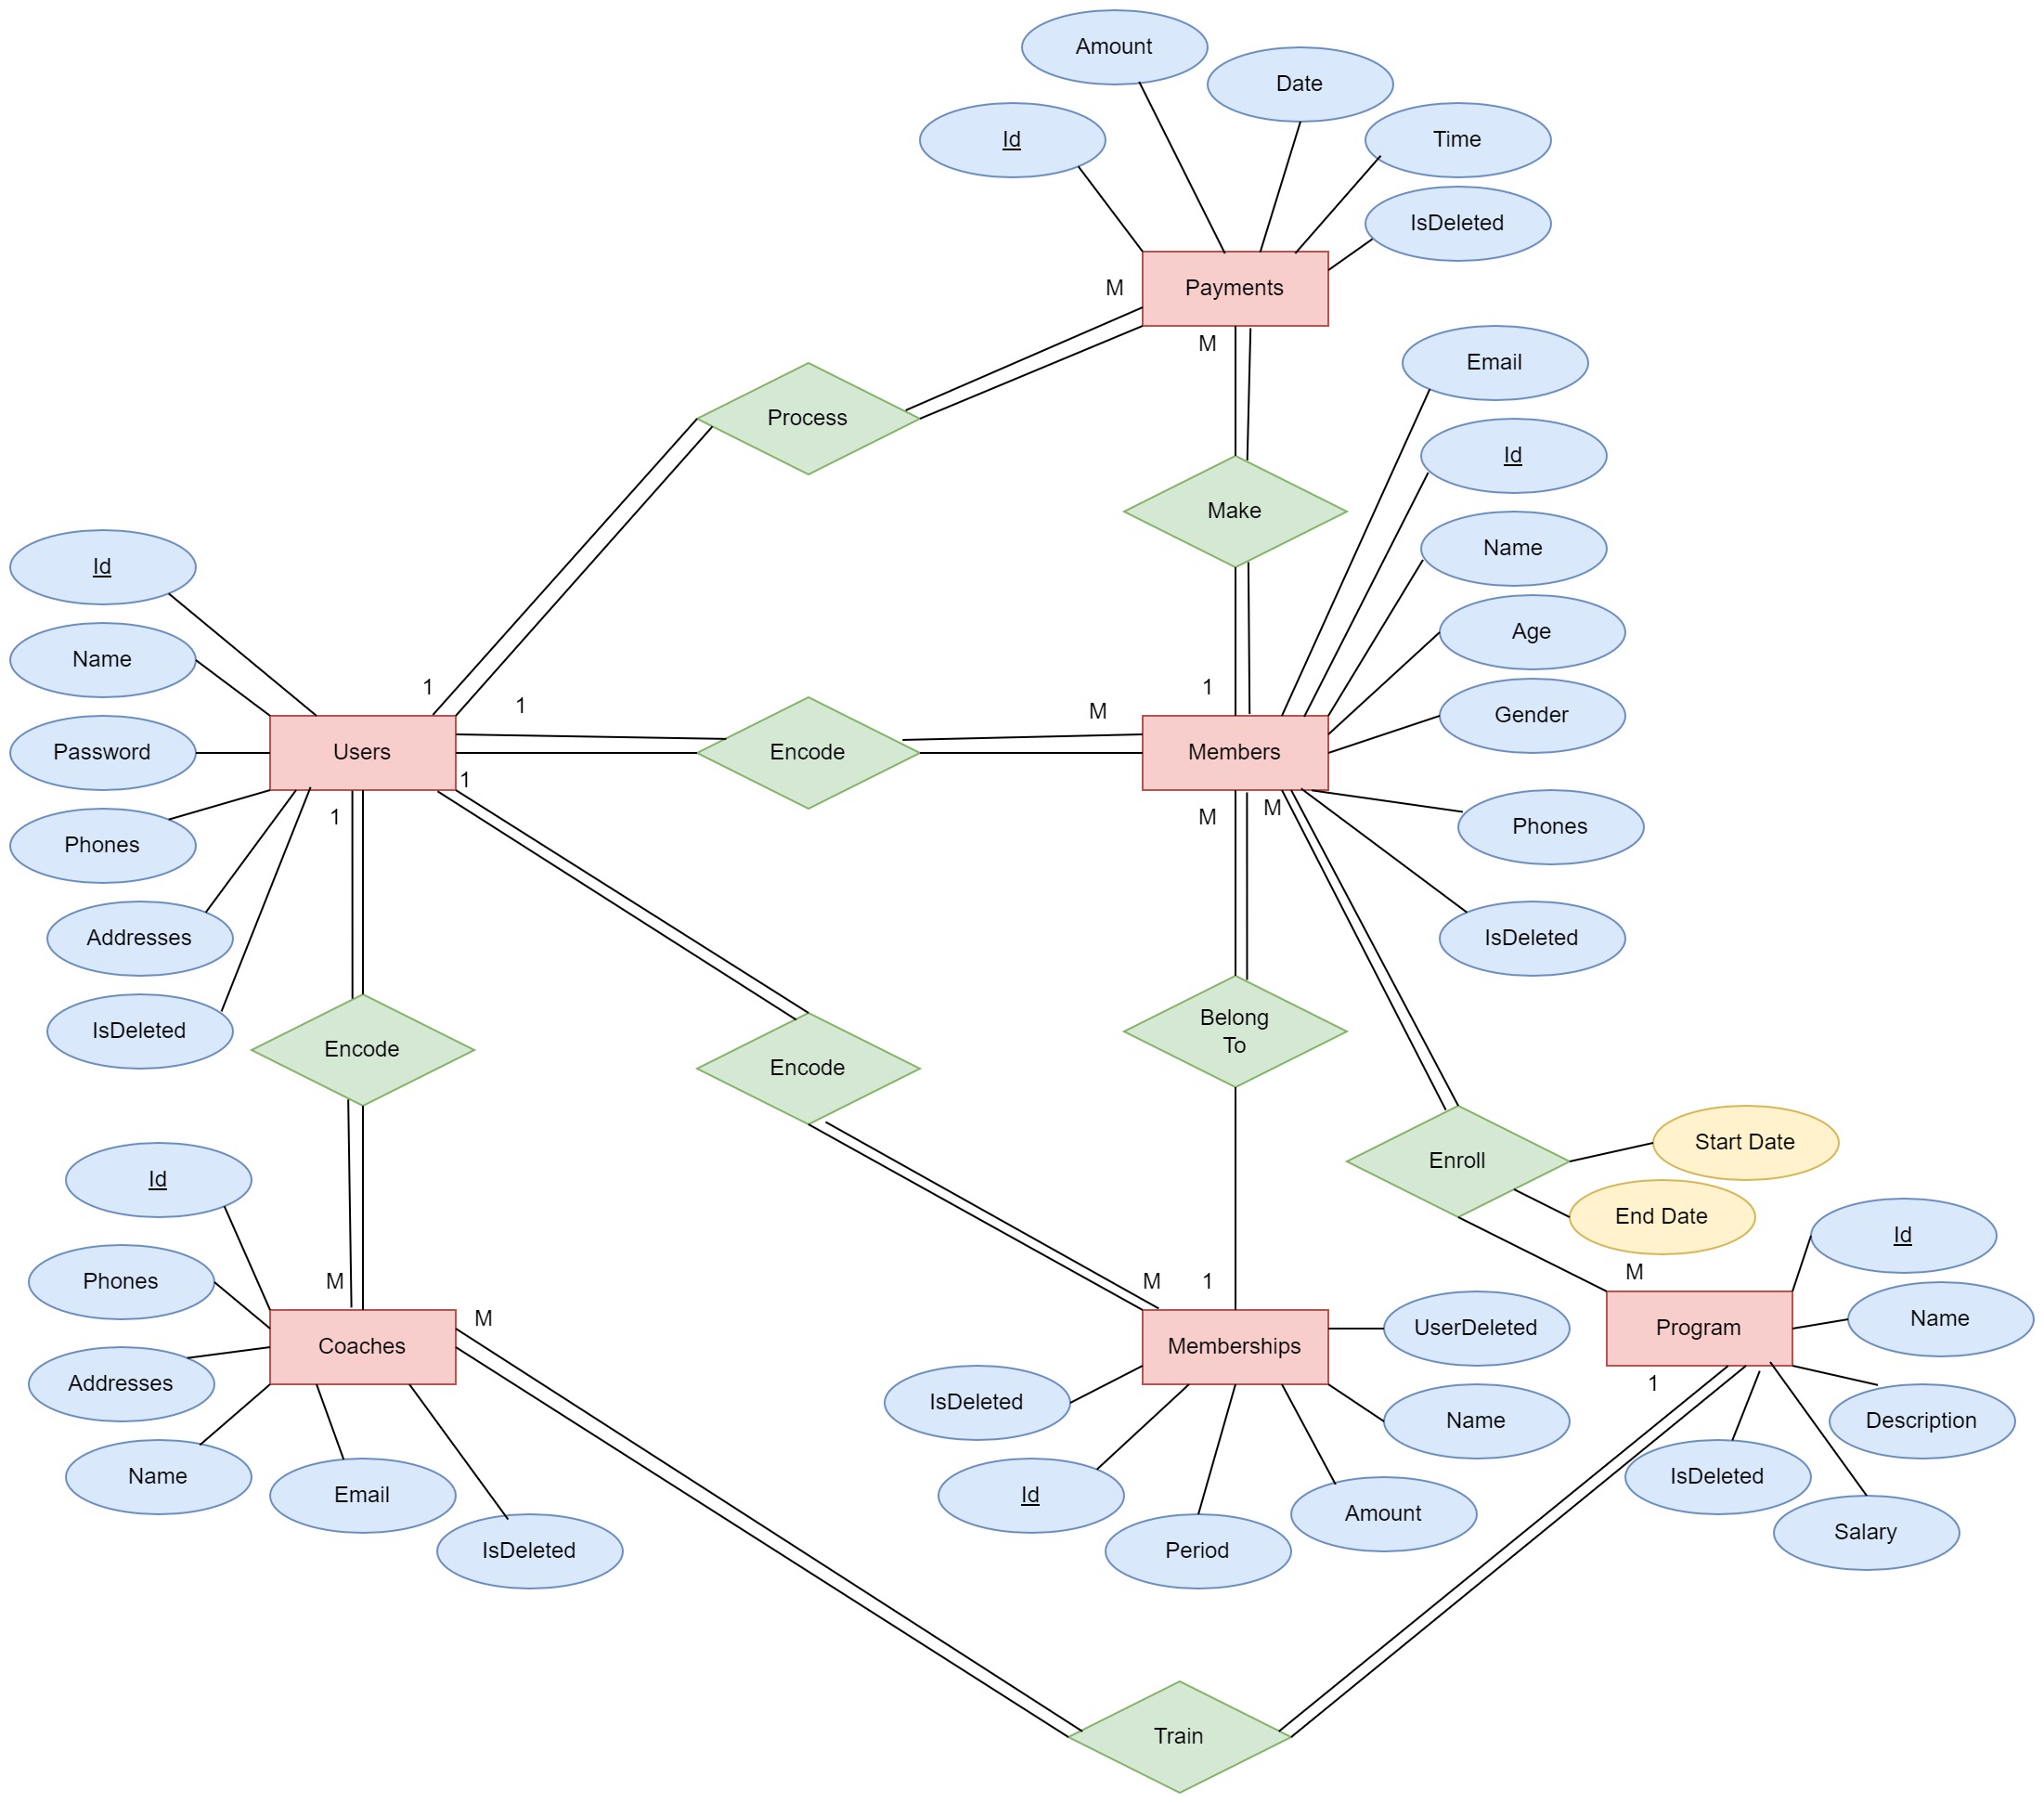 Amount
Date
Id
Time
IsDeleted
M
Payments
M
Email
Process
Id
Make
Name
Id
Age
Name
1
1
1
M
Gender
Password
Users
Encode
Members
1
1
M
M
Phones
Phones
Addresses
IsDeleted
IsDeleted
Encode
Encode
Belong
To
Start Date
Enroll
Id
End Date
Id
Phones
M
M
1
M
Name
M
UserDeleted
Program
Coaches
Memberships
Addresses
1
IsDeleted
Name
Description
Name
IsDeleted
Email
Id
Amount
Salary
IsDeleted
Period
Train